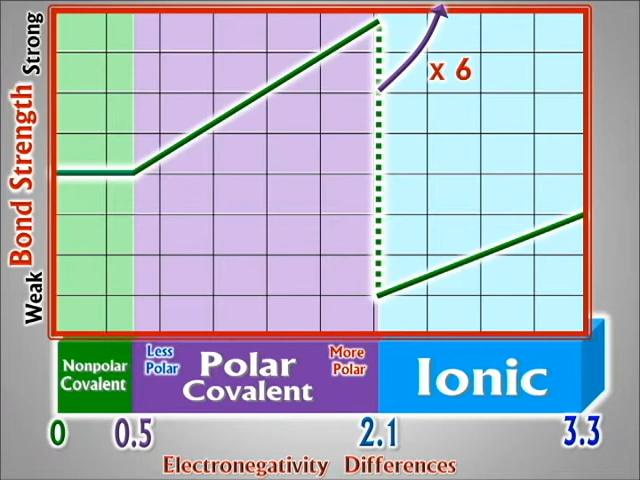 Weak Bond Strength Strong
x 6
Nonpolar
Covalent
Less
Polar
Polar
Covalent
More
Polar
Ionic
0 0.5 2.1 3.3
Electronegativity Differences